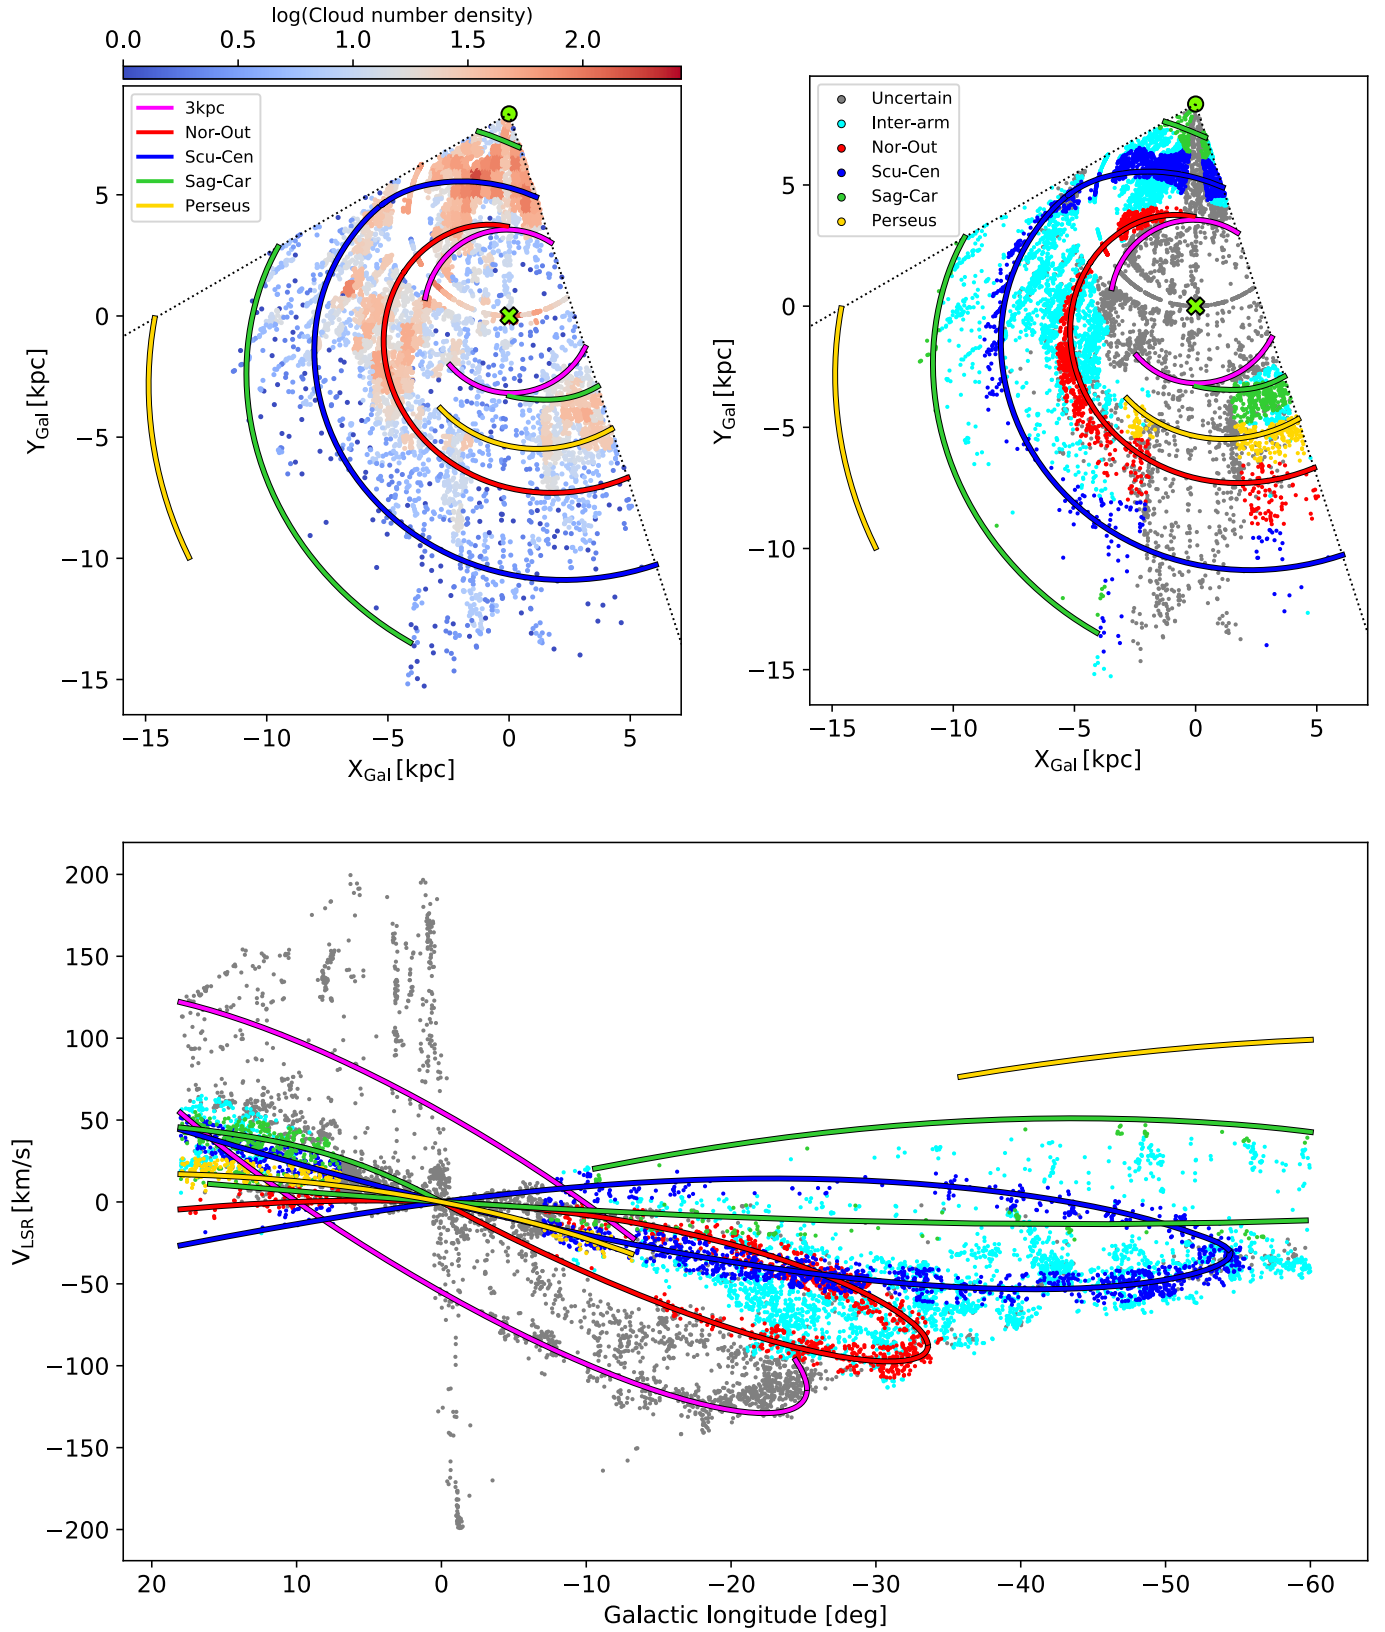 log(Cloud number density)
0.0 0.5 1.0 1.5 2.0
3kpc
Nor-Out
Scu-Cen
Sag-Car
Perseus
5
0
−5
−10
−15
Y_Gal [kpc]
−15 −10 −5 0 5
X_Gal [kpc]
Uncertain
Inter-arm
Nor-Out
Scu-Cen
Sag-Car
Perseus
5
0
−5
−10
−15
Y_Gal [kpc]
−15 −10 −5 0 5
X_Gal [kpc]
200
150
100
50
0
−50
−100
−150
−200
V_LSR [km/s]
20 10 0 −10 −20 −30 −40 −50 −60
Galactic longitude [deg]